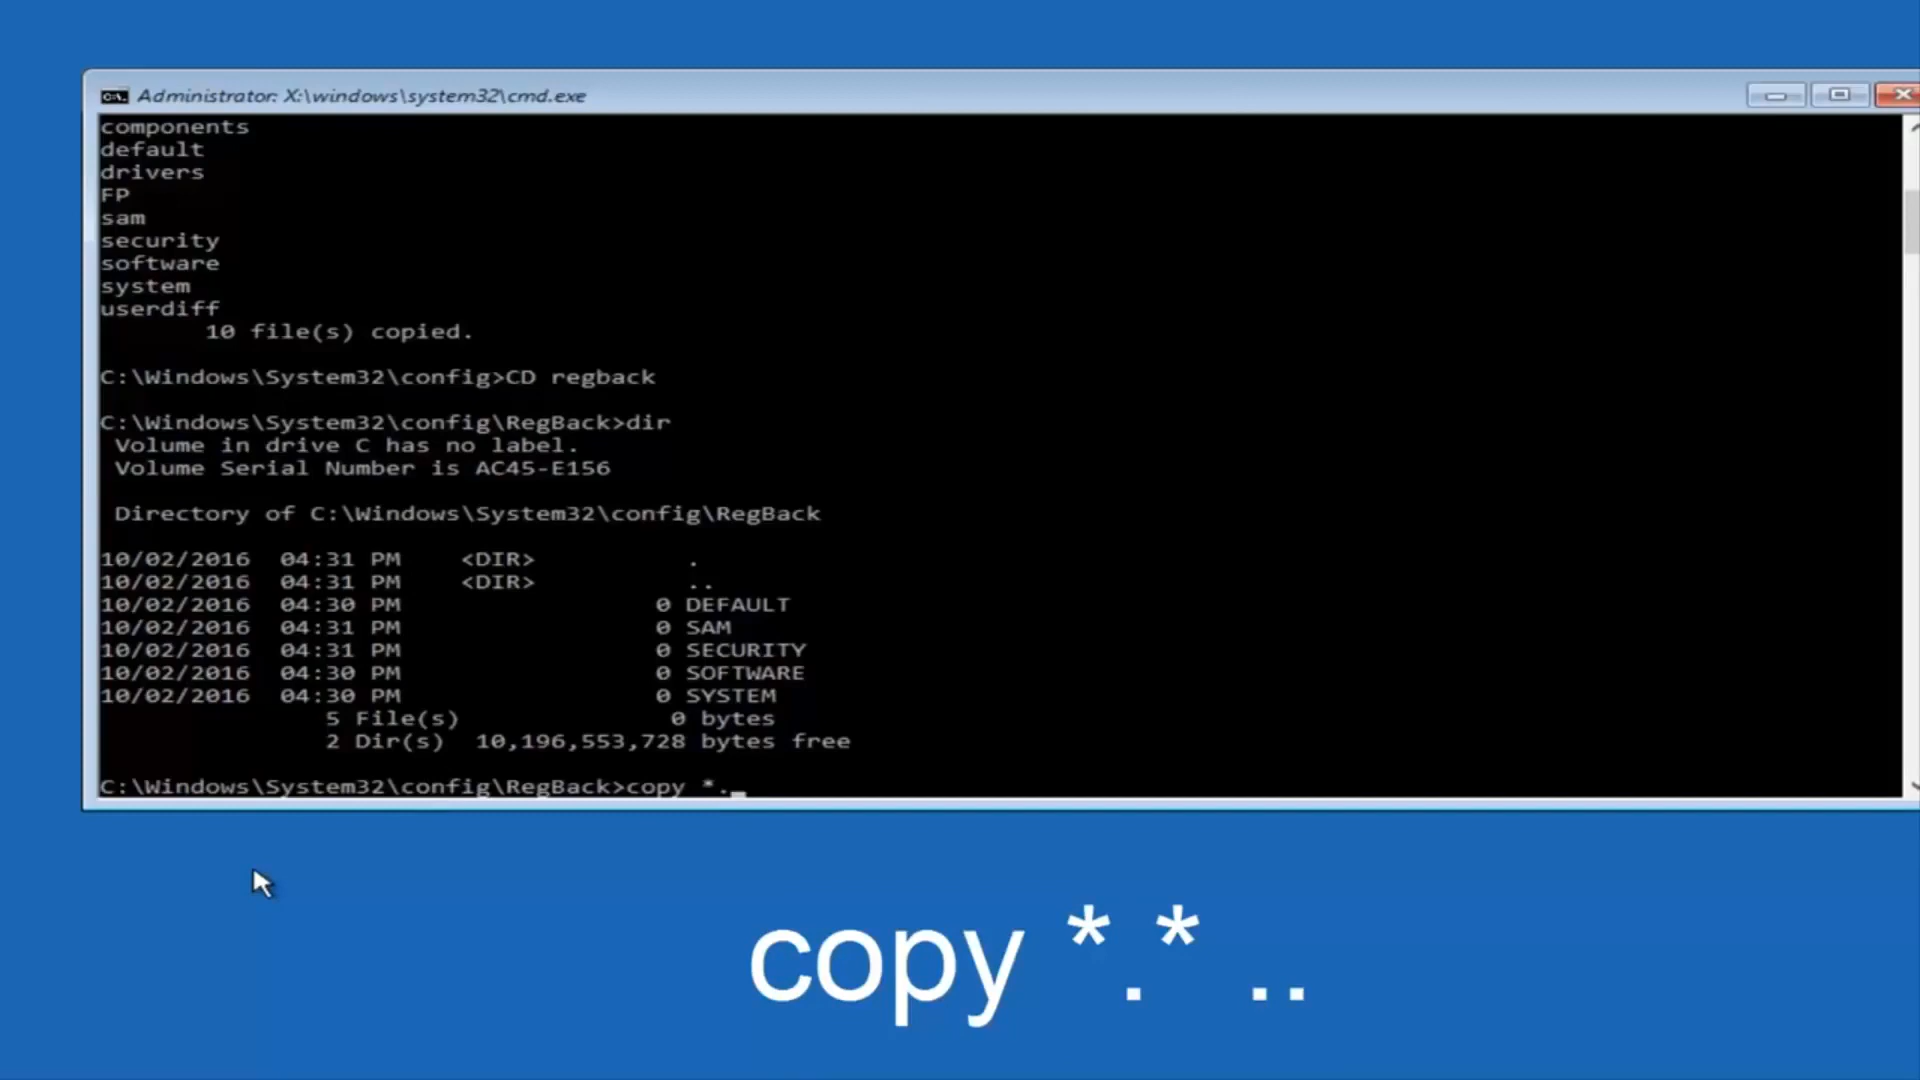 Administrator: X:\windows\system32\cmd.exe
components
default
drivers
FP
sam
security
software
system
userdiff
       10 file(s) copied.
C:\Windows\System32\config>CD regback
C:\Windows\System32\config\RegBack>dir
 Volume in drive C has no label.
 Volume Serial Number is AC45-E156
 Directory of C:\Windows\System32\config\RegBack
10/02/2016  04:31 PM    <DIR>          .
10/02/2016  04:31 PM    <DIR>          ..
10/02/2016  04:30 PM                 0 DEFAULT
10/02/2016  04:31 PM                 0 SAM
10/02/2016  04:31 PM                 0 SECURITY
10/02/2016  04:30 PM                 0 SOFTWARE
10/02/2016  04:30 PM                 0 SYSTEM
               5 File(s)              0 bytes
               2 Dir(s)  10,196,553,728 bytes free
C:\Windows\System32\config\RegBack>copy *._
copy *.* ..